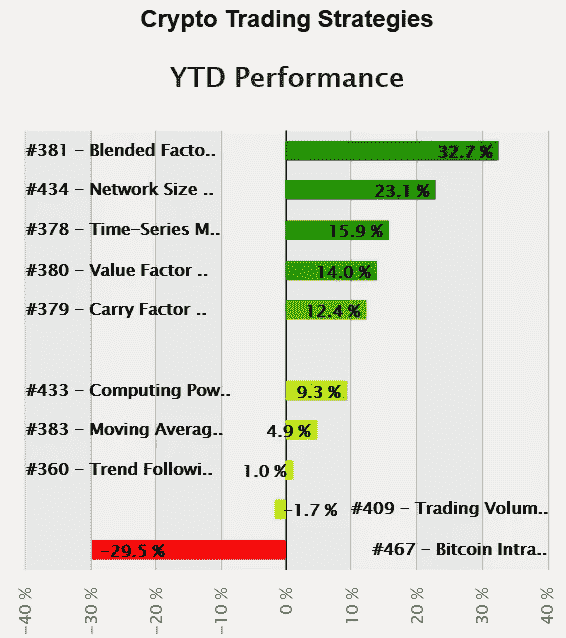 Crypto Trading Strategies
YTD Performance
#381 – Blended Facto.. 32.7 %
#434 – Network Size .. 23.1 %
#378 – Time–Series M.. 15.9 %
#380 – Value Factor .. 14.0 %
#379 – Carry Factor .. 12.4 %
#433 – Computing Pow.. 9.3 %
#383 – Moving Averag.. 4.9 %
#360 – Trend Followi.. 1.0 %
–1.7 % #409 – Trading Volum..
–29.5 % #467 – Bitcoin Intra..
–40 % –30 % –20 % –10 % 0 % 10 % 20 % 30 % 40 %